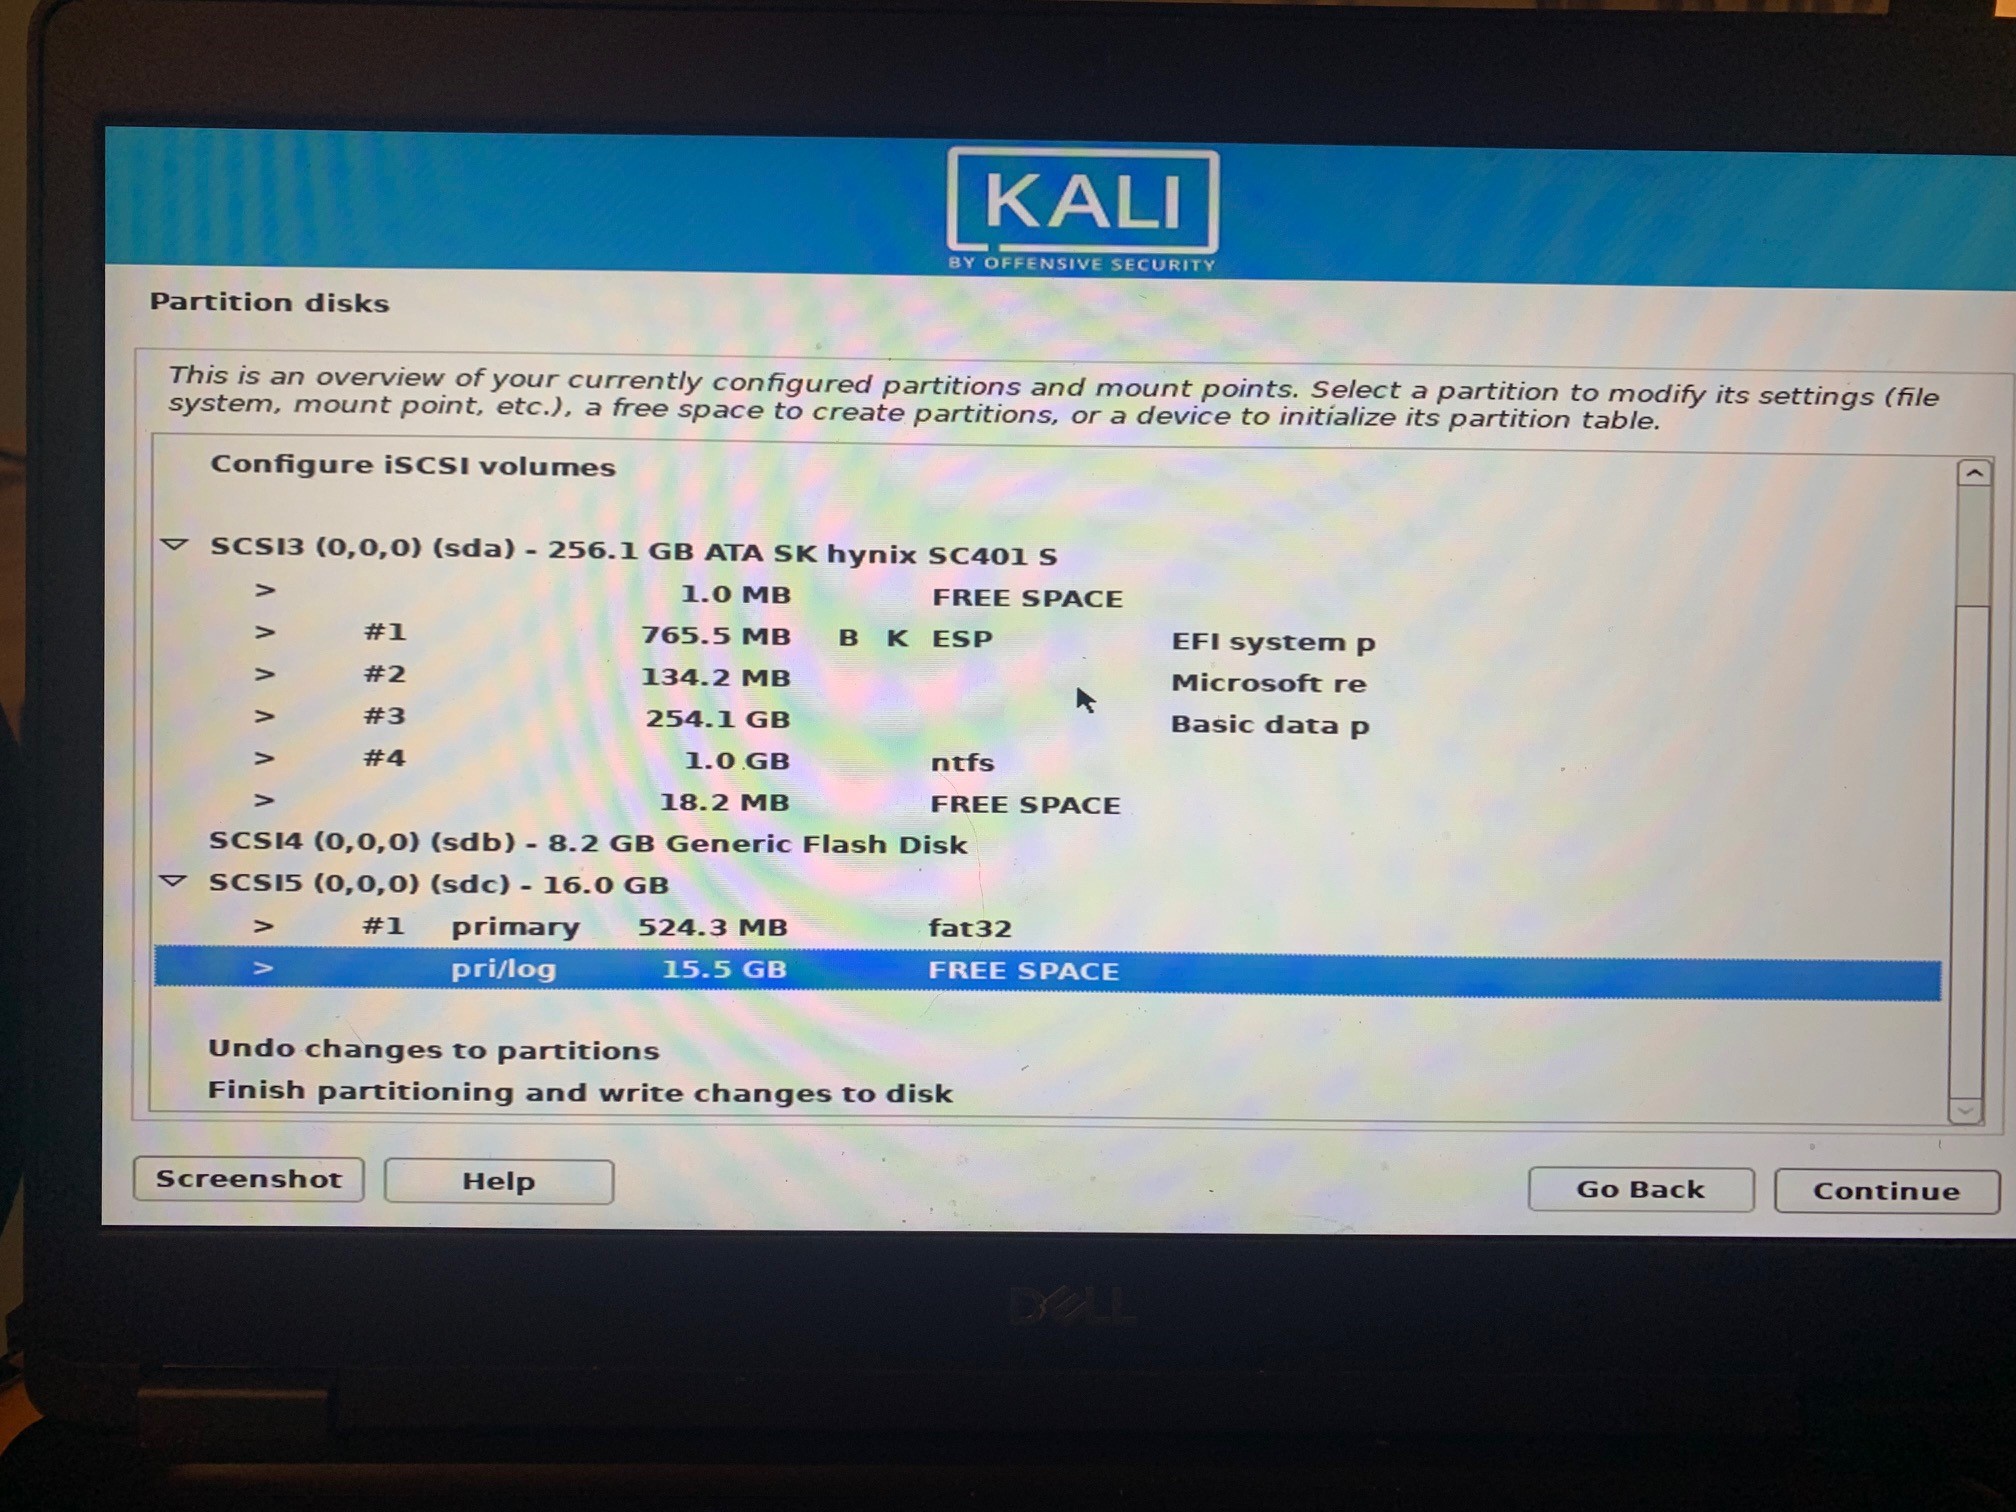 KALI
BY OFFENSIVE SECURITY
Partition disks
This is an overview of your currently configured partitions and mount points. Select a partition to modify its settings (file
system, mount point, etc.), a free space to create partitions, or a device to initialize its partition table.
Configure iSCSI volumes
SCSI3 (0,0,0) (sda) - 256.1 GB ATA SK hynix SC401 S
> 1.0 MB FREE SPACE
> #1 765.5 MB B K ESP EFI system p
> #2 134.2 MB Microsoft re
> #3 254.1 GB Basic data p
> #4 1.0 GB ntfs
> 18.2 MB FREE SPACE
SCSI4 (0,0,0) (sdb) - 8.2 GB Generic Flash Disk
SCSI5 (0,0,0) (sdc) - 16.0 GB
> #1 primary 524.3 MB fat32
> pri/log 15.5 GB FREE SPACE
Undo changes to partitions
Finish partitioning and write changes to disk
Screenshot Help Go Back Continue
DELL